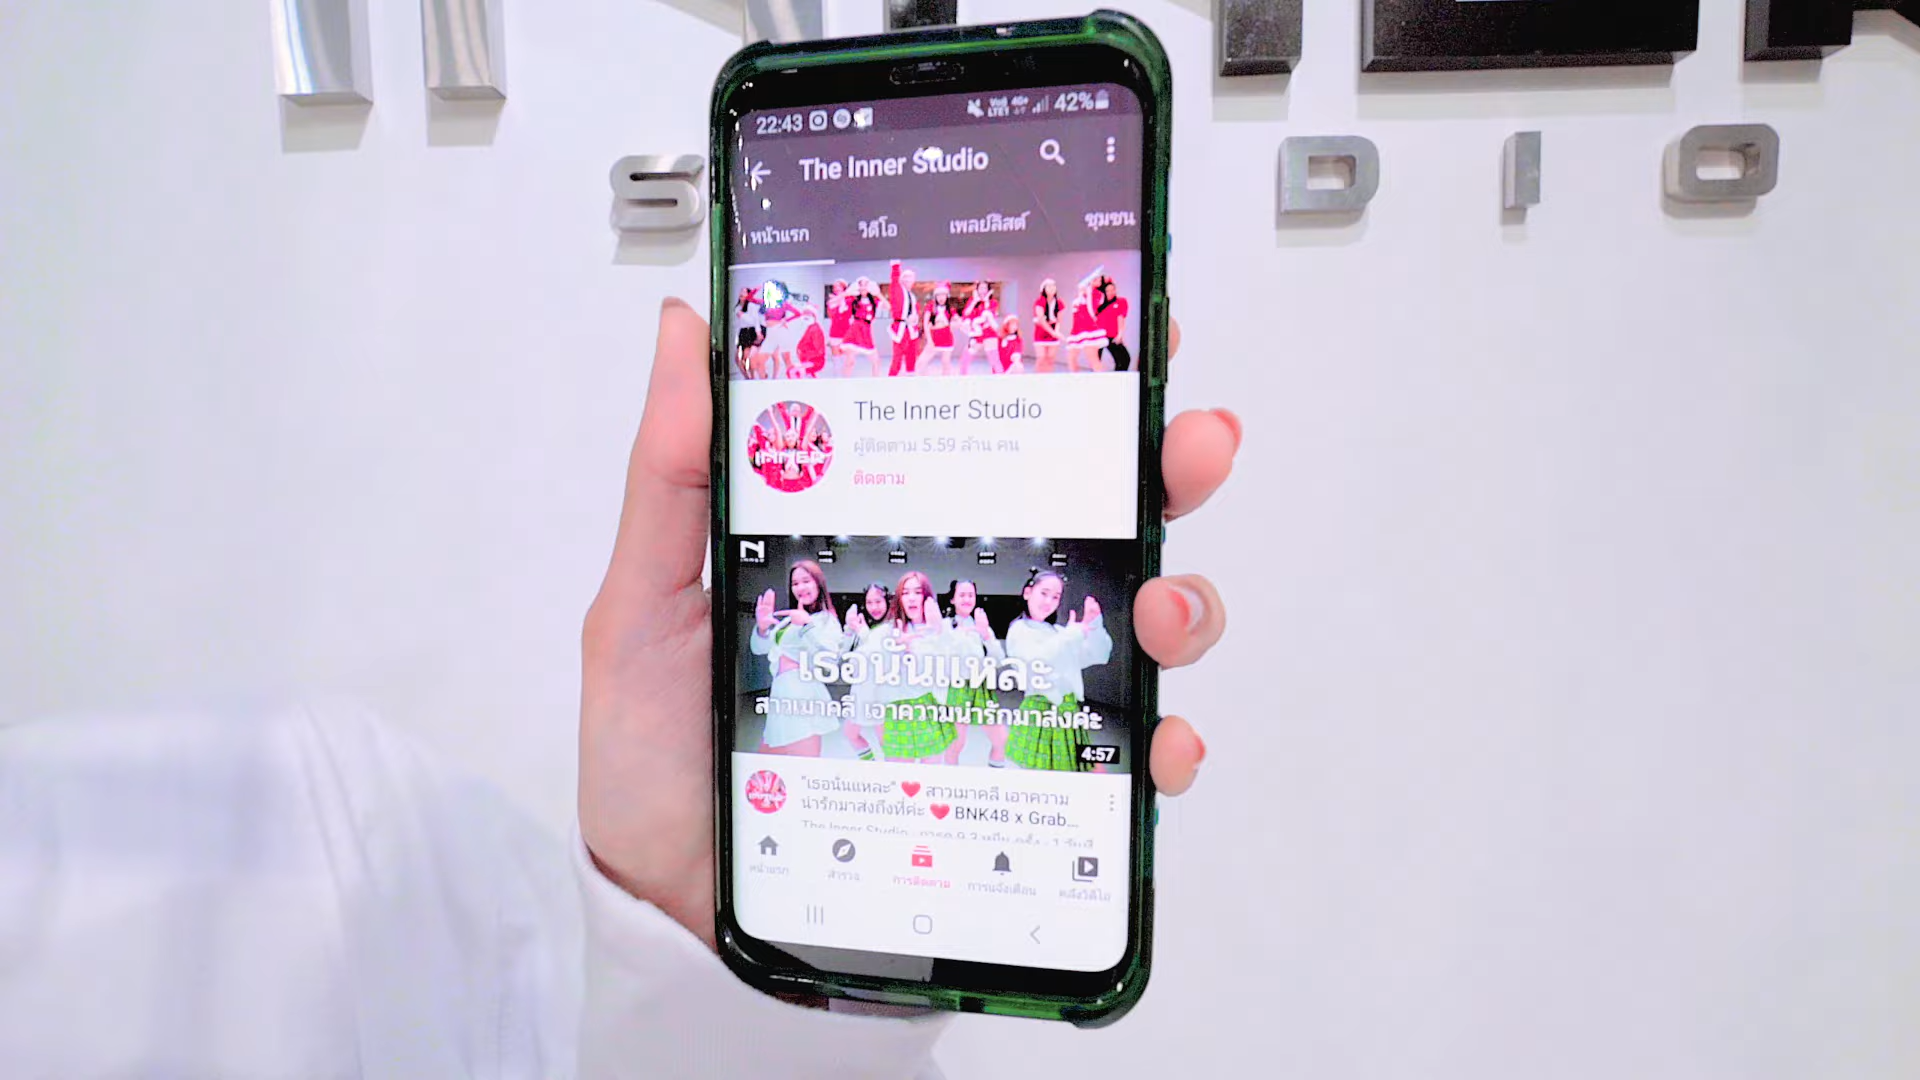 S DIO
22:43 42%
The Inner Studio
หน้าแรก วิดีโอ เพลย์ลิสต์ ชุมชน
The Inner Studio
ผู้ติดตาม 5.59 ล้าน คน
ติดตาม
INNER
เธอนั่นแหละ
สาวเมาคลี เอาความน่ารักมาส่งค่ะ
4:57
"เธอนั่นแหละ" ❤ สาวเมาคลี เอาความ
น่ารักมาส่งถึงที่ค่ะ ❤ BNK48 x Grab...
The Inner Studio
หน้าแรก สำรวจ การติดตาม การแจ้งเตือน คลังวิดีโอ